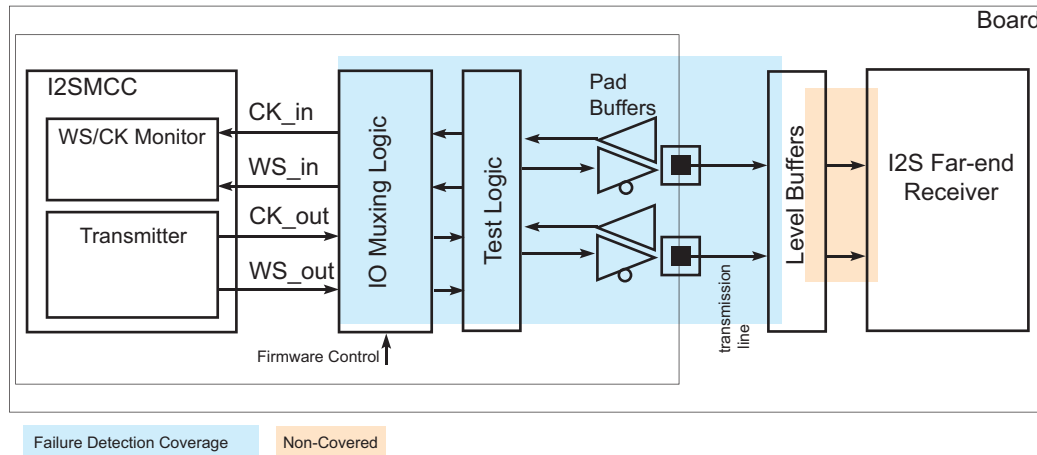 Board
I2SMCC
WS/CK Monitor
Transmitter
CK_in
WS_in
CK_out
WS_out
IO Muxing Logic
Test Logic
Pad
Buffers
Level Buffers
I2S Far-end
Receiver
transmission
line
Firmware Control
Failure Detection Coverage
Non-Covered